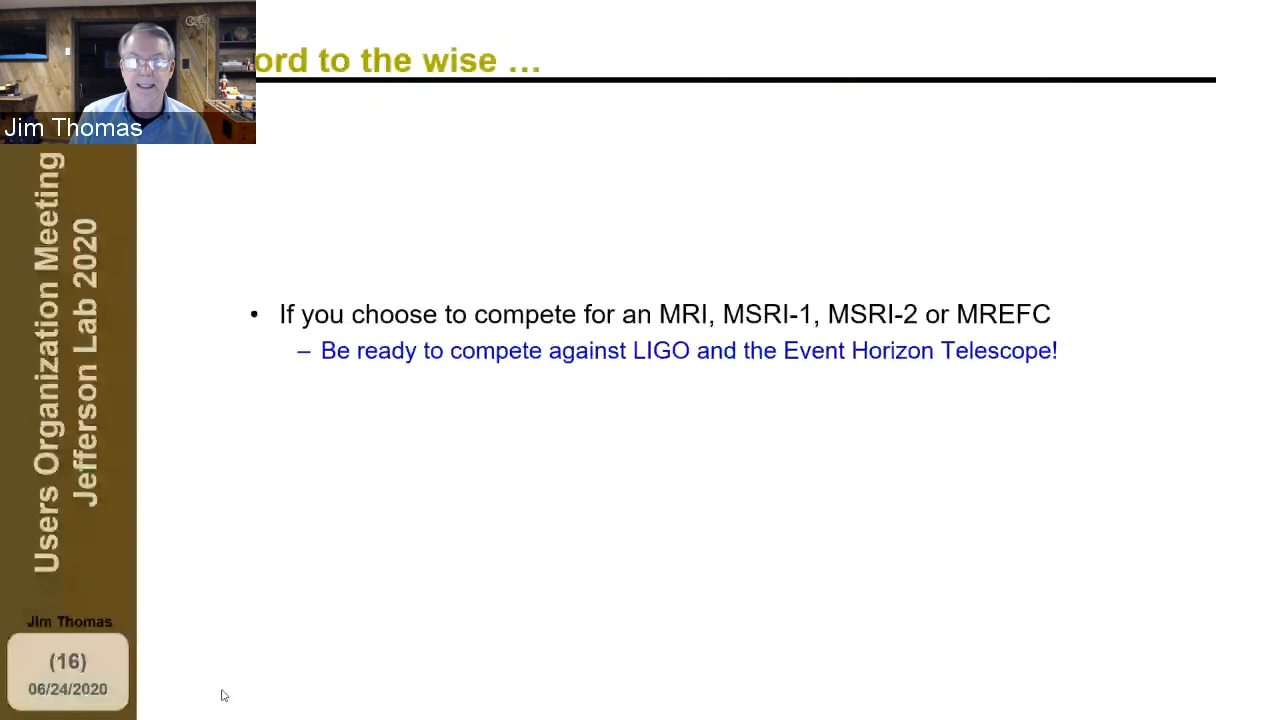 ord to the wise …
Jim Thomas
Users Organization Meeting
Jefferson Lab 2020
• If you choose to compete for an MRI, MSRI-1, MSRI-2 or MREFC
– Be ready to compete against LIGO and the Event Horizon Telescope!
Jim Thomas
(16)
06/24/2020